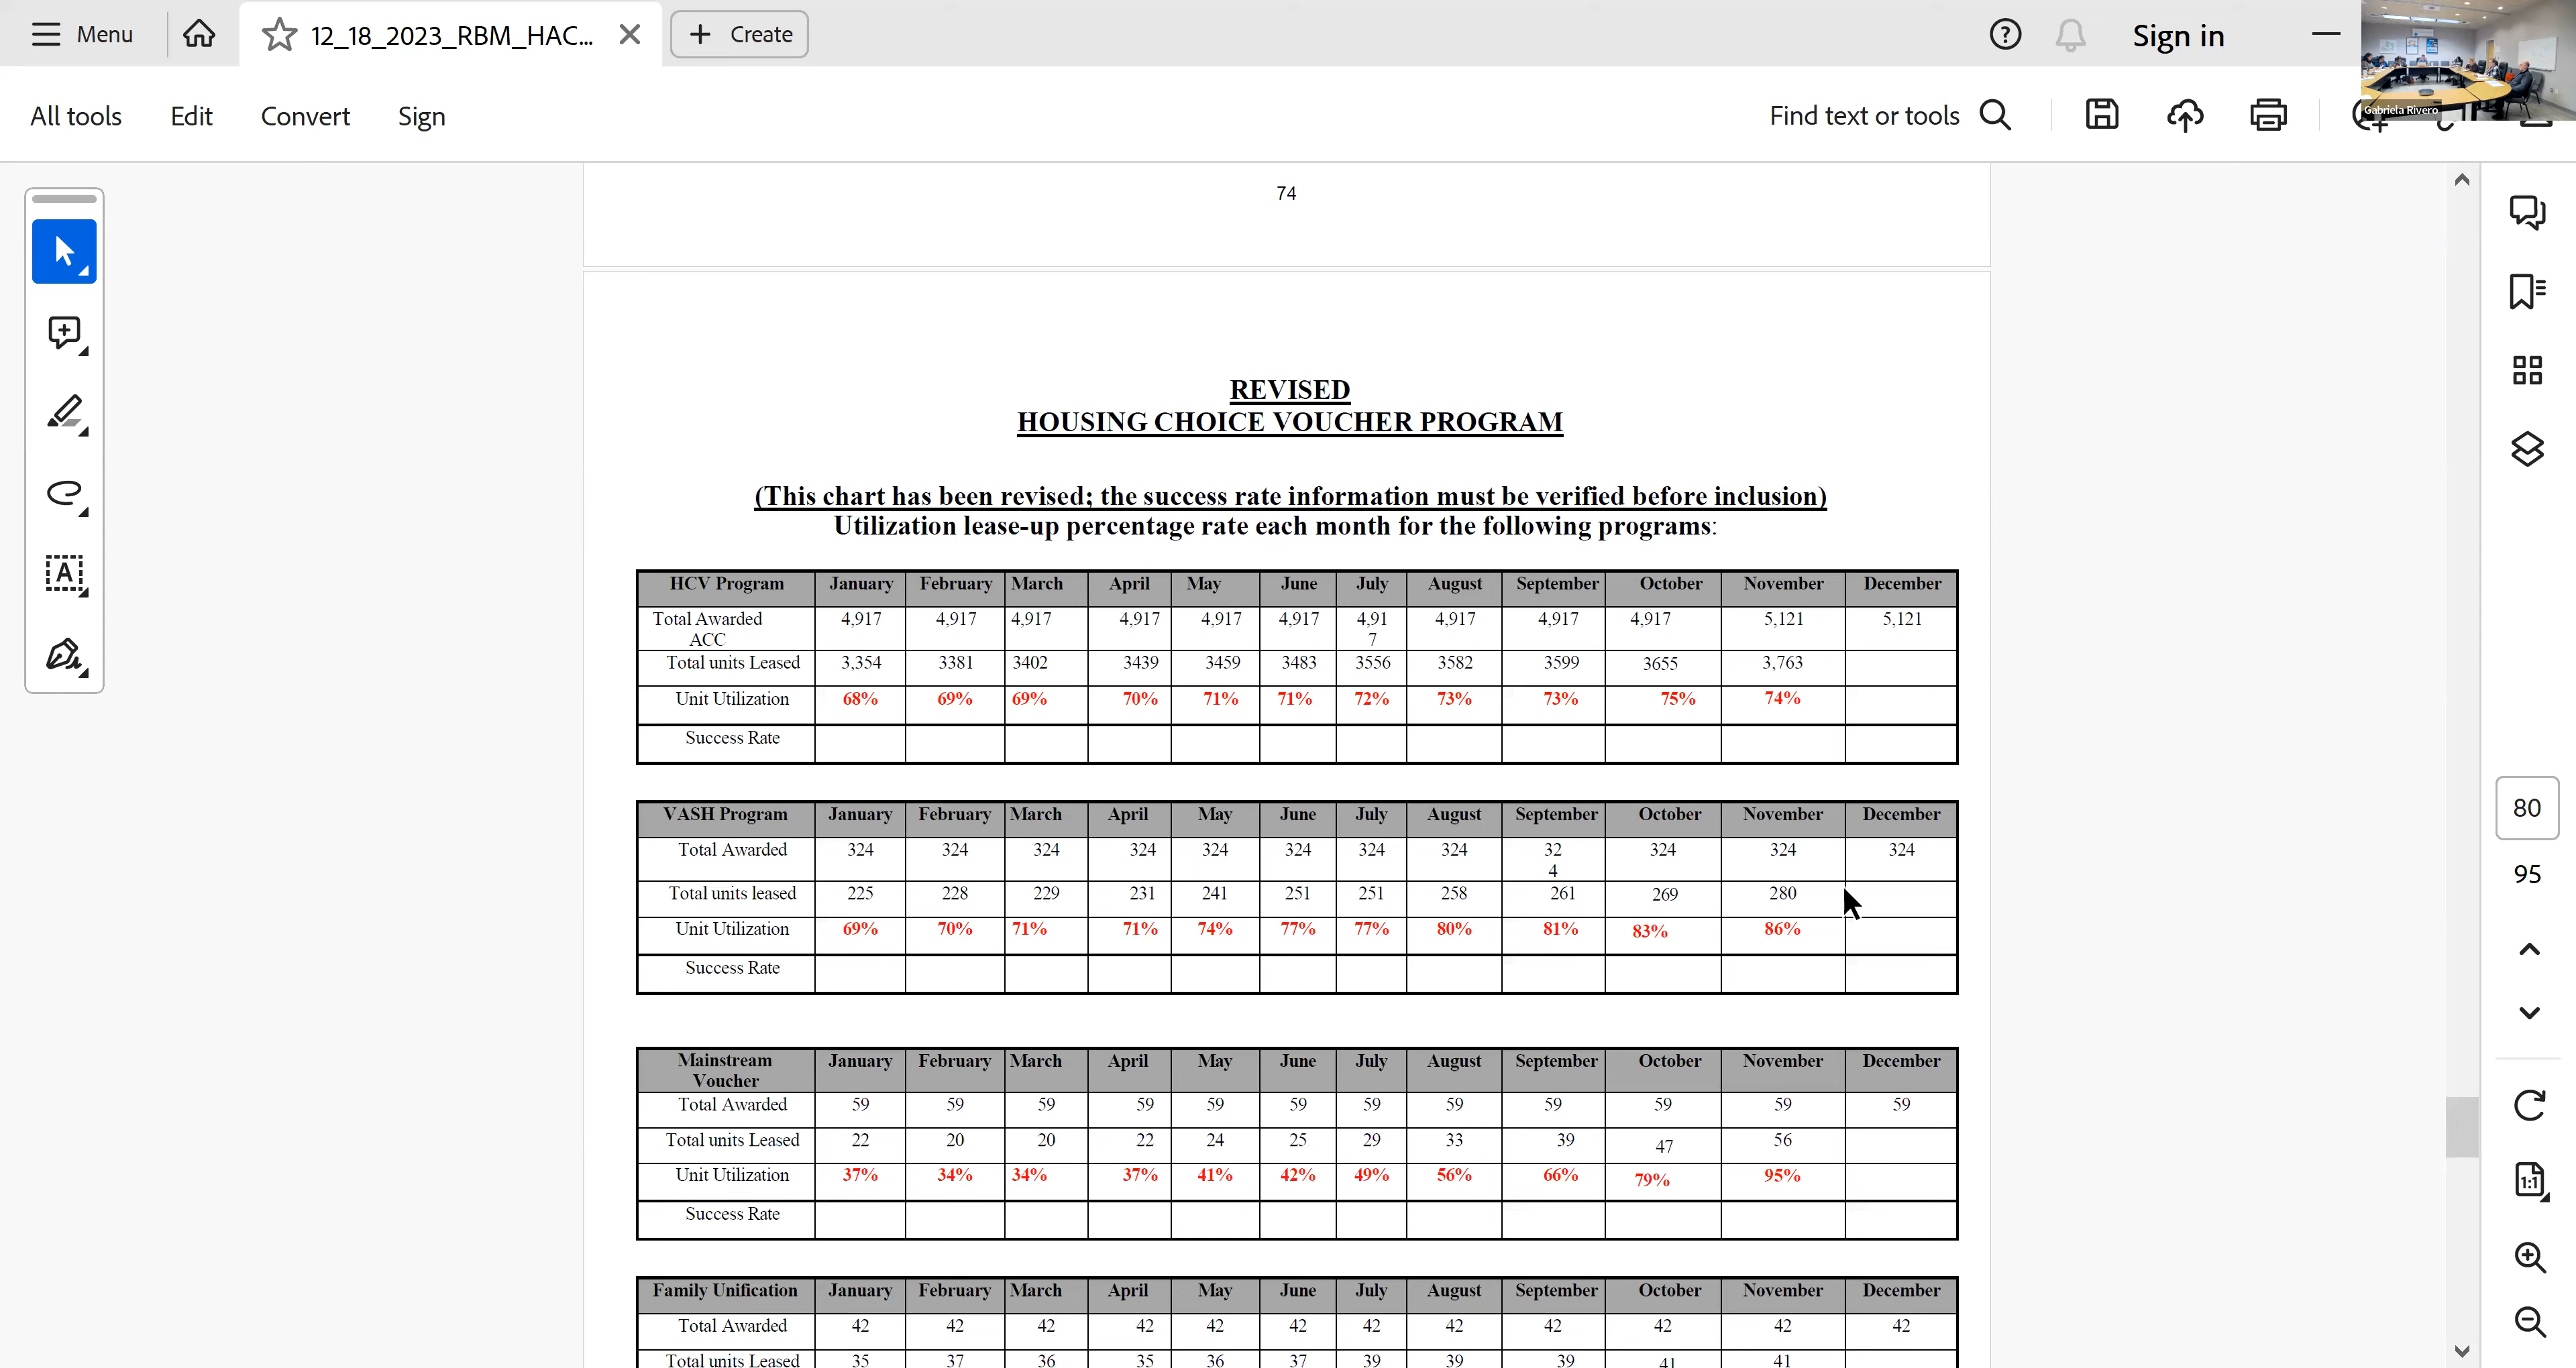 Menu
12_18_2023_RBM_HAC...
Create
Sign in
Gabriela Rivero
All tools Edit Convert Sign
Find text or tools
74
REVISED
HOUSING CHOICE VOUCHER PROGRAM
(This chart has been revised; the success rate information must be verified before inclusion)
Utilization lease-up percentage rate each month for the following programs:
HCV Program January February March April May June July August September October November December
Total Awarded ACC 4,917 4,917 4,917 4,917 4,917 4,917 4,917 4,917 4,917 4,917 5,121 5,121
Total units Leased 3,354 3381 3402 3439 3459 3483 3556 3582 3599 3655 3,763
Unit Utilization 68% 69% 69% 70% 71% 71% 72% 73% 73% 75% 74%
Success Rate
VASH Program January February March April May June July August September October November December
Total Awarded 324 324 324 324 324 324 324 324 324 324 324 324
Total units leased 225 228 229 231 241 251 251 258 261 269 280
Unit Utilization 69% 70% 71% 71% 74% 77% 77% 80% 81% 83% 86%
Success Rate
Mainstream Voucher January February March April May June July August September October November December
Total Awarded 59 59 59 59 59 59 59 59 59 59 59 59
Total units Leased 22 20 20 22 24 25 29 33 39 47 56
Unit Utilization 37% 34% 34% 37% 41% 42% 49% 56% 66% 79% 95%
Success Rate
Family Unification January February March April May June July August September October November December
Total Awarded 42 42 42 42 42 42 42 42 42 42 42 42
Total units Leased 35 37 36 35 36 37 39 39 39 41 41
80
95
1:1